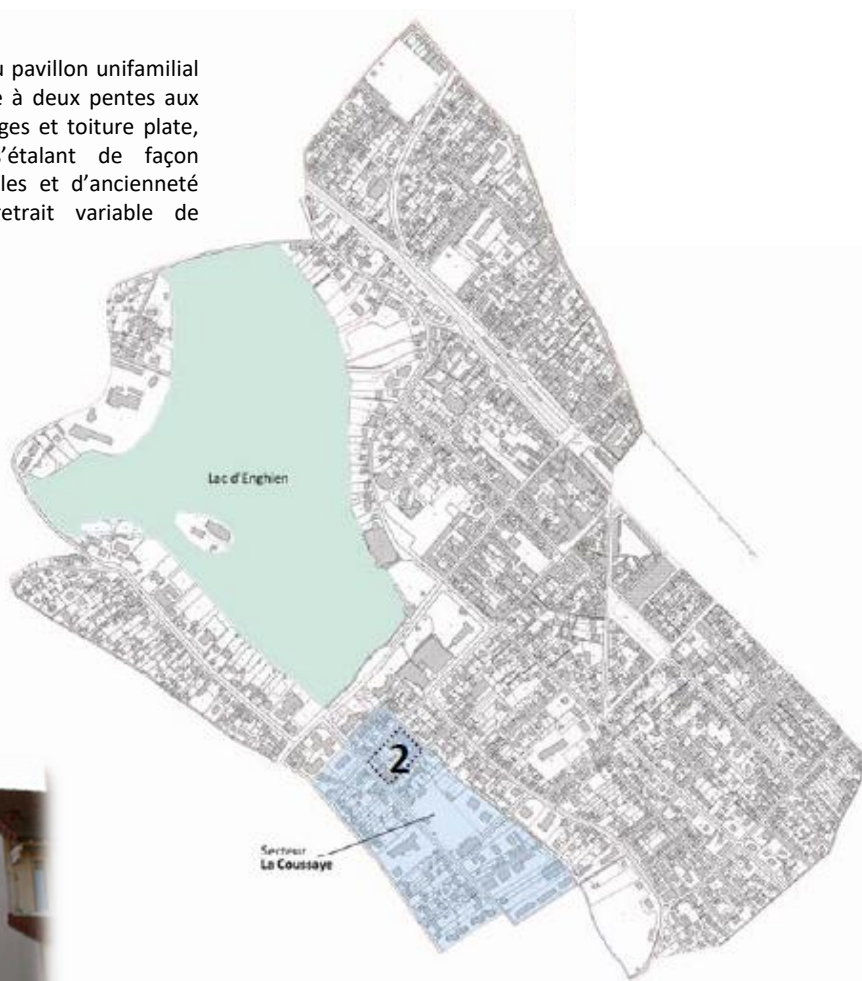 u pavillon unifamilial
e à deux pentes aux
ges et toiture plate,
s’étalant de façon
les et d’ancienneté
retrait variable de
Lac d'Enghien
2
Secteur
La Coussaye